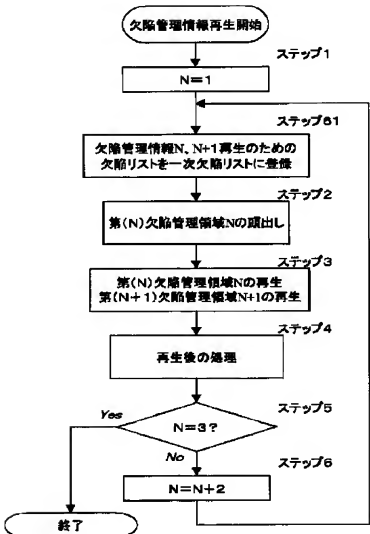 欠陥管理情報再生開始
ステップ1
N=1
ステップ61
欠陥管理情報N、N+1再生のための
欠陥リストを一次欠陥リストに登録
ステップ2
第(N)欠陥管理領域Nの頭出し
ステップ3
第(N)欠陥管理領域Nの再生
第(N+1)欠陥管理領域N+1の再生
ステップ4
再生後の処理
ステップ5
Yes
N=3?
No
ステップ6
N=N+2
終了